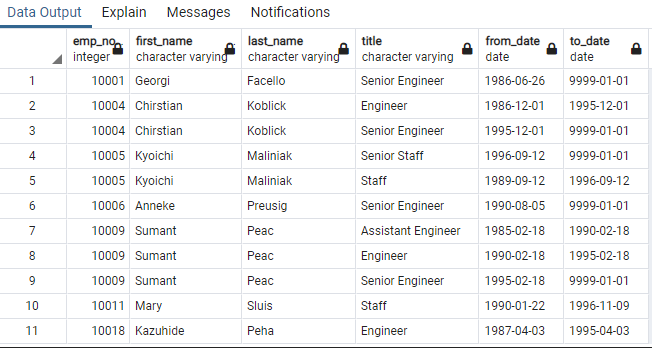 Data Output Explain Messages Notifications
emp_no first_name last_name title from_date to_date
integer character varying character varying character varying date date
1 10001 Georgi Facello Senior Engineer 1986-06-26 9999-01-01
2 10004 Chirstian Koblick Engineer 1986-12-01 1995-12-01
3 10004 Chirstian Koblick Senior Engineer 1995-12-01 9999-01-01
4 10005 Kyoichi Maliniak Senior Staff 1996-09-12 9999-01-01
5 10005 Kyoichi Maliniak Staff 1989-09-12 1996-09-12
6 10006 Anneke Preusig Senior Engineer 1990-08-05 9999-01-01
7 10009 Sumant Peac Assistant Engineer 1985-02-18 1990-02-18
8 10009 Sumant Peac Engineer 1990-02-18 1995-02-18
9 10009 Sumant Peac Senior Engineer 1995-02-18 9999-01-01
10 10011 Mary Sluis Staff 1990-01-22 1996-11-09
11 10018 Kazuhide Peha Engineer 1987-04-03 1995-04-03